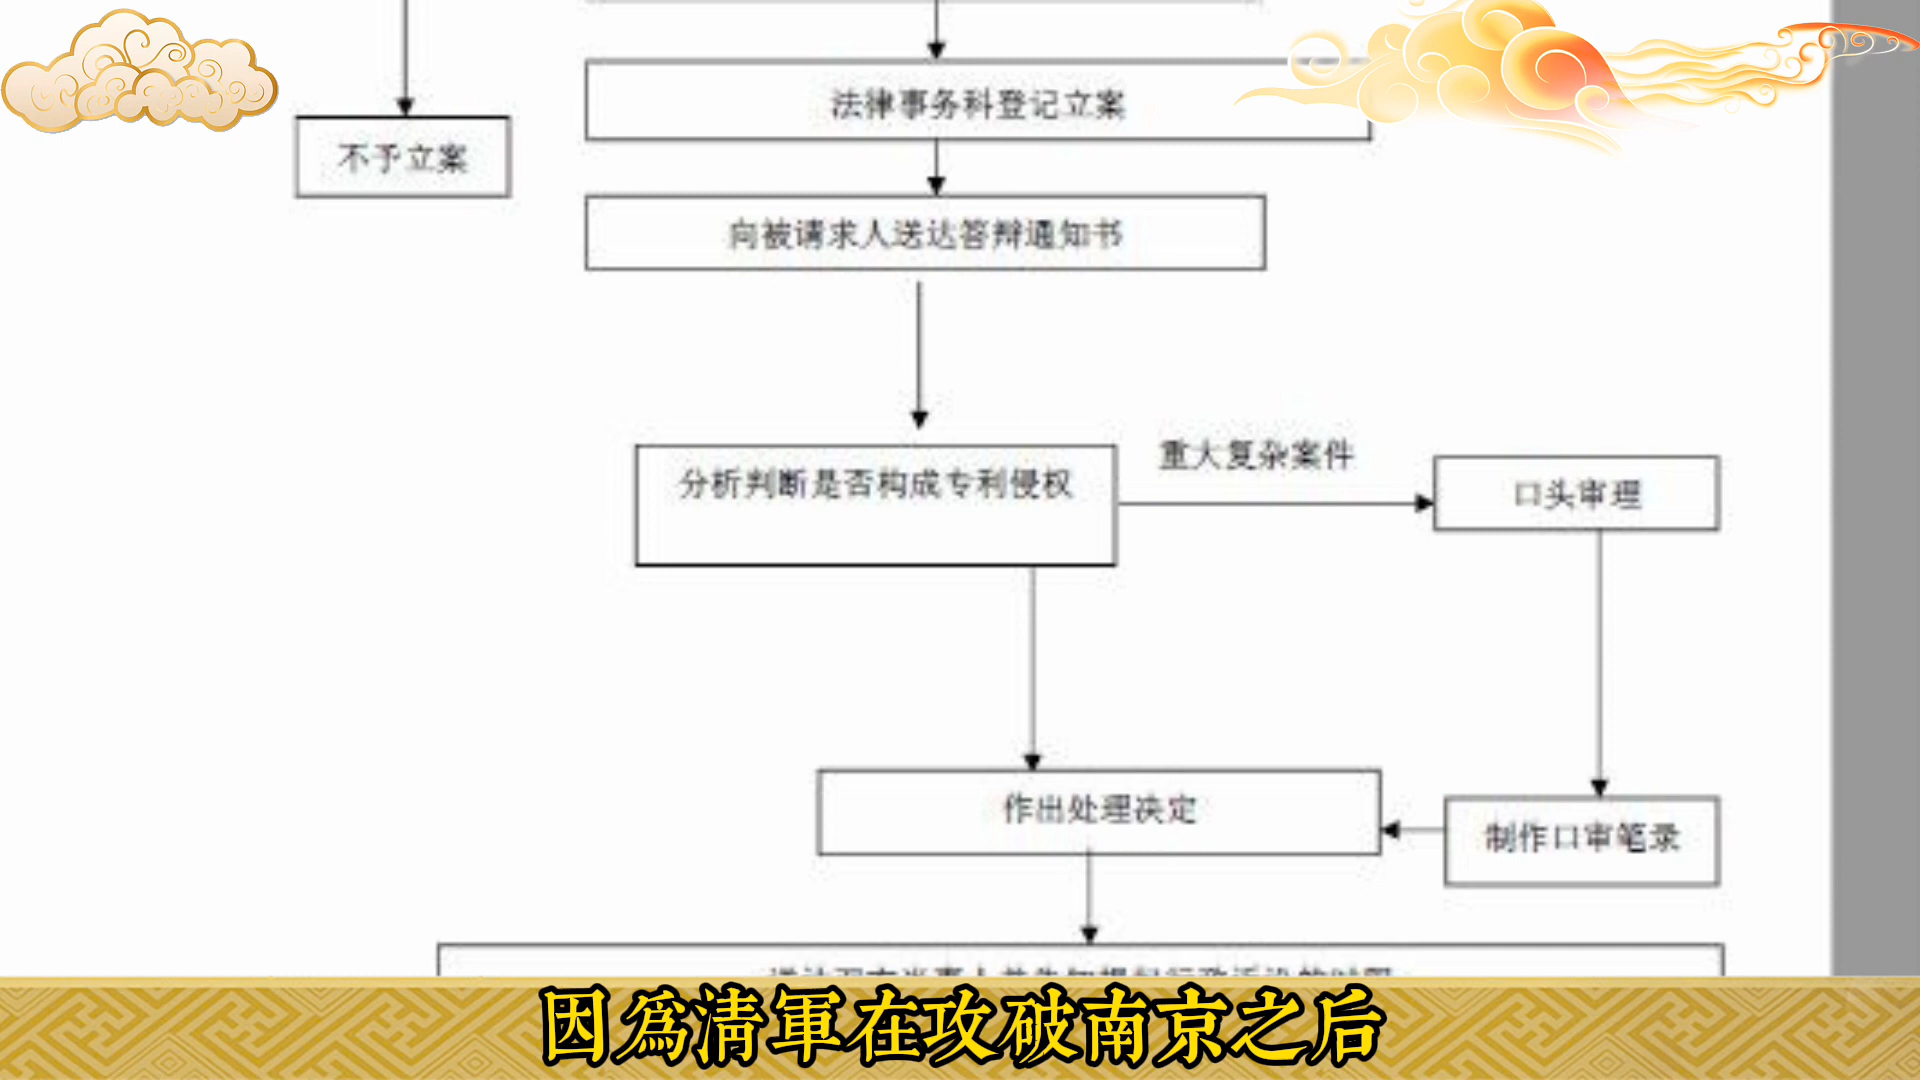 法律事务科登记立案
不予立案
向被请求人送达答辩通知书
重大复杂案件
分析判断是否构成专利侵权
口头审理
作出处理决定
制作口审笔录
因爲清軍在攻破南京之后